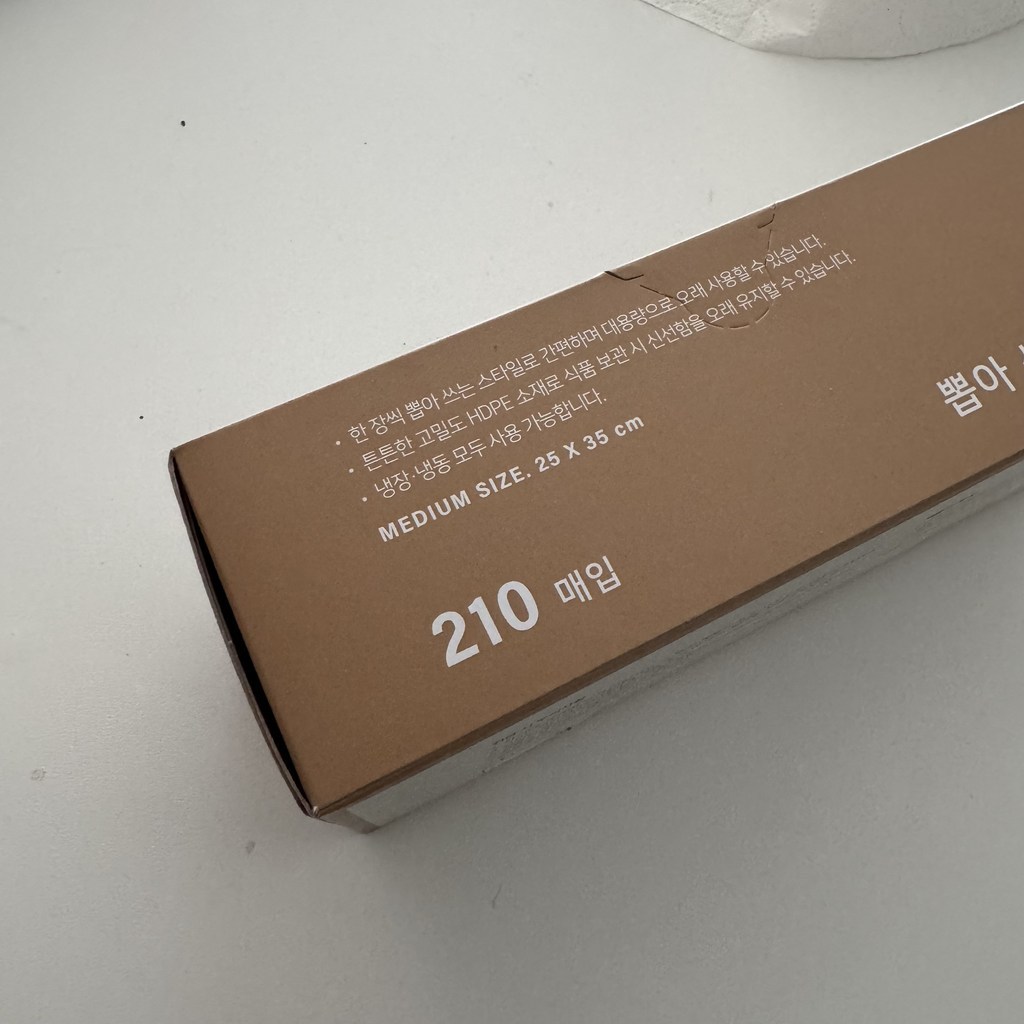 • 한 장씩 뽑아 쓰는 스타일로 간편하며 대용량으로 오래 사용할 수 있습니다.
• 튼튼한 고밀도 HDPE 소재로 식품 보관 시 신선함을 오래 유지할 수 있습니다.
• 냉장·냉동 모두 사용 가능합니다.
MEDIUM SIZE. 25 X 35 cm
210 매입
뽑아